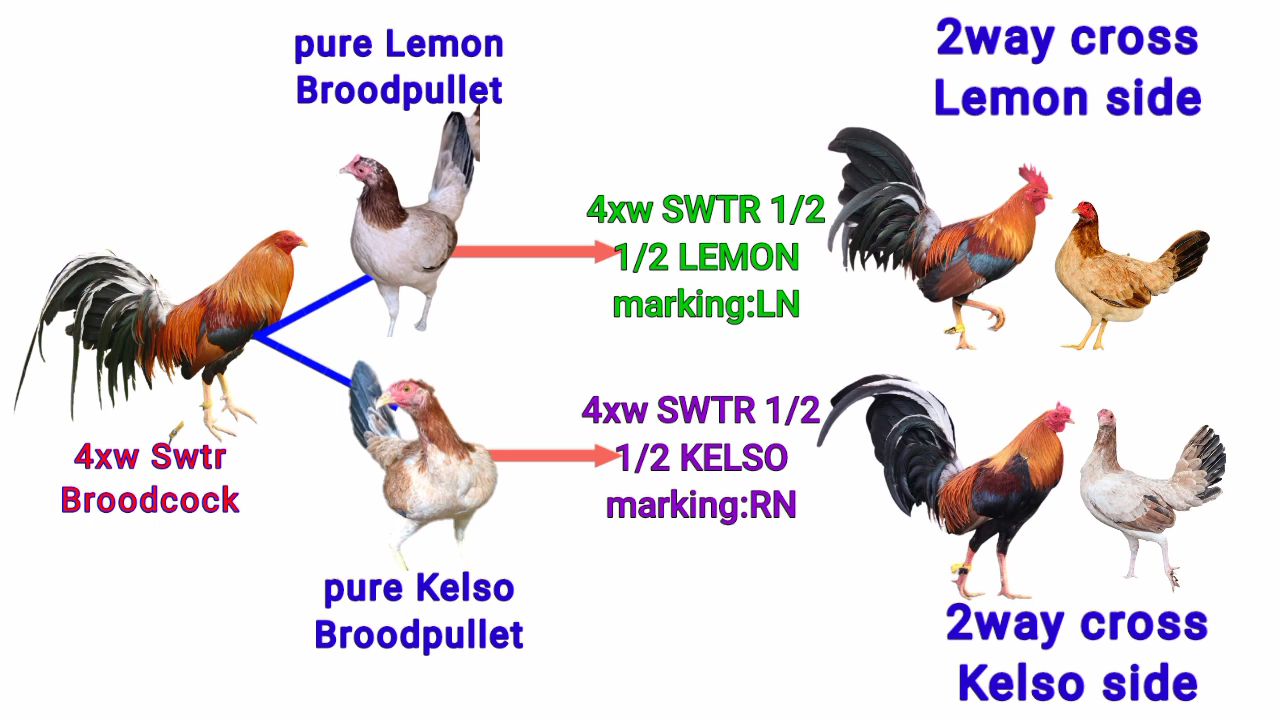 pure Lemon
Broodpullet
2way cross
Lemon side
4xw SWTR 1/2
1/2 LEMON
marking:LN
4xw Swtr
Broodcock
4xw SWTR 1/2
1/2 KELSO
marking:RN
pure Kelso
Broodpullet
2way cross
Kelso side